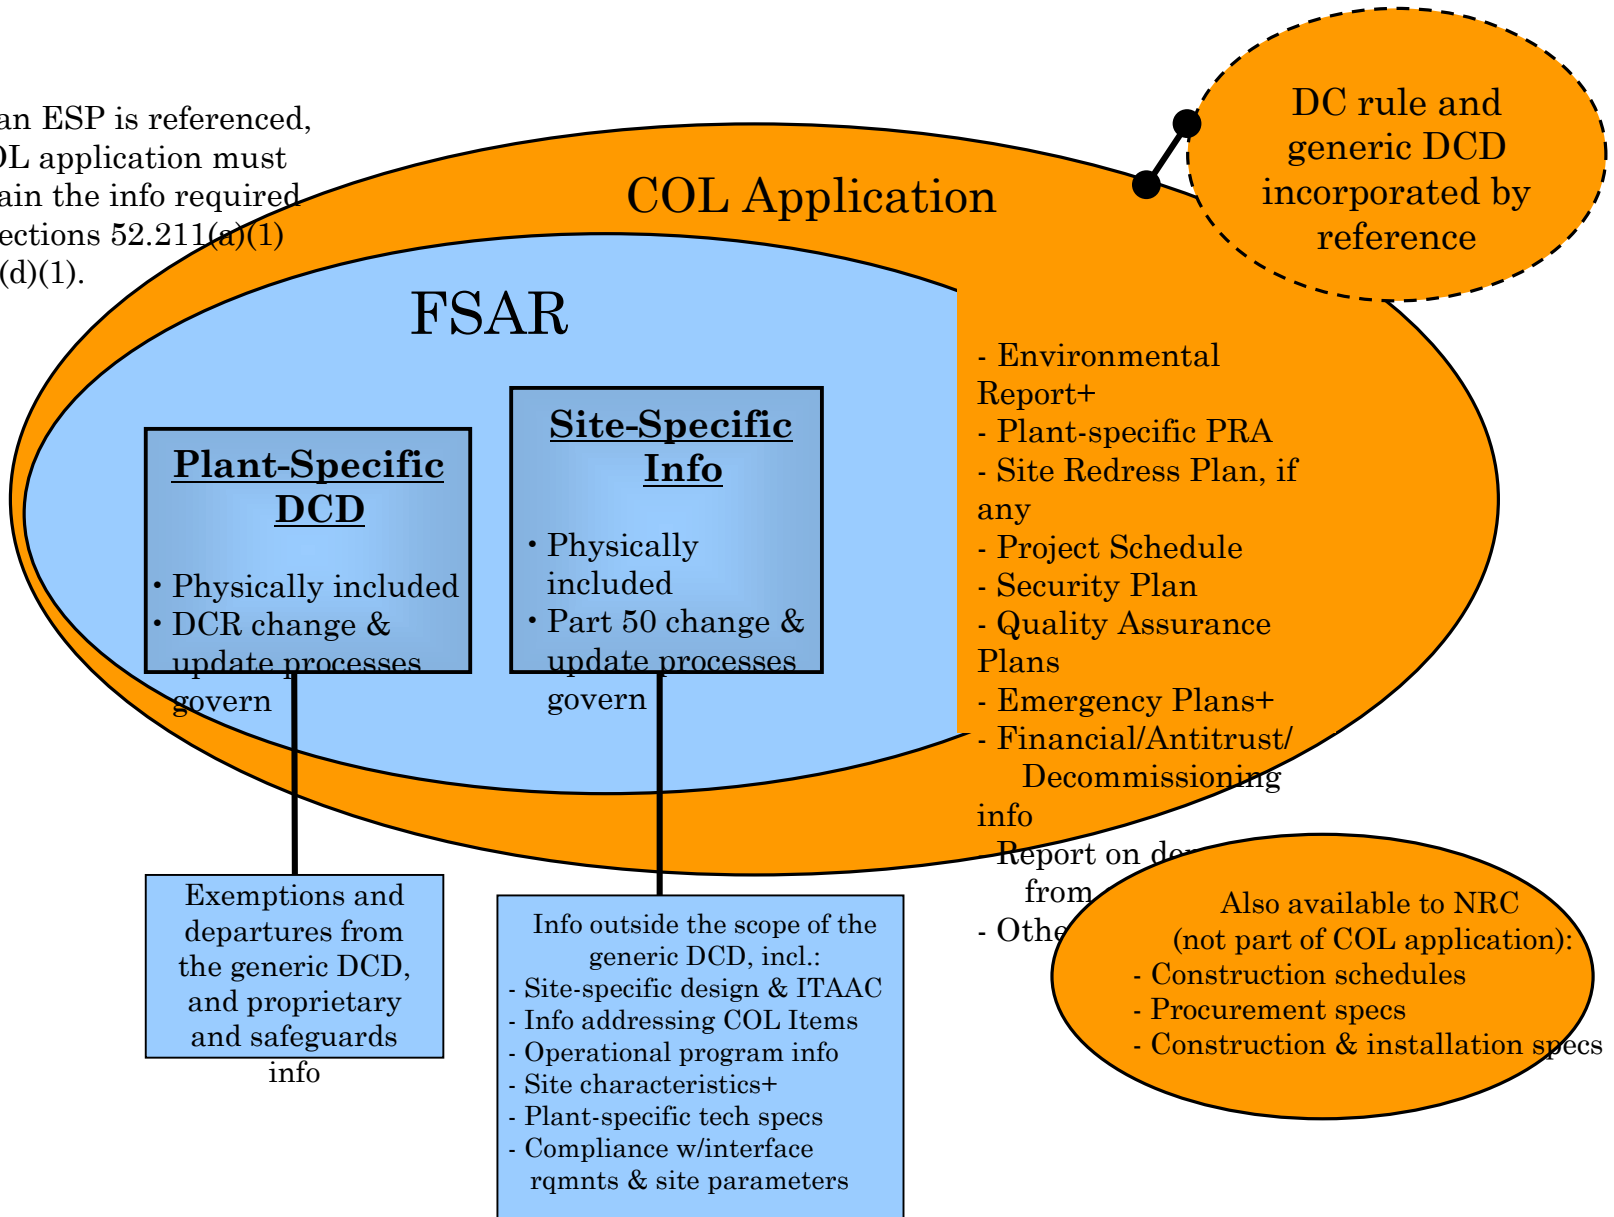 an ESP is referenced,
OL application must
ain the info required
ections 52.211(a)(1)
(d)(1).
COL Application
DC rule and
generic DCD
incorporated by
reference
FSAR
Plant-Specific
DCD
• Physically included
• DCR change &
update processes
govern
Site-Specific
Info
• Physically
included
• Part 50 change &
update processes
govern
- Environmental
Report+
- Plant-specific PRA
- Site Redress Plan, if
any
- Project Schedule
- Security Plan
- Quality Assurance
Plans
- Emergency Plans+
- Financial/Antitrust/
Decommissioning
info
Report on
from
Exemptions and
departures from
the generic DCD,
and proprietary
and safeguards
info
Info outside the scope of the
generic DCD, incl.:
- Site-specific design & ITAAC
- Info addressing COL Items
- Operational program info
- Site characteristics+
- Plant-specific tech specs
- Compliance w/interface
rqmnts & site parameters
Also available to NRC
(not part of COL application):
- Construction schedules
- Procurement specs
- Construction & installation specs